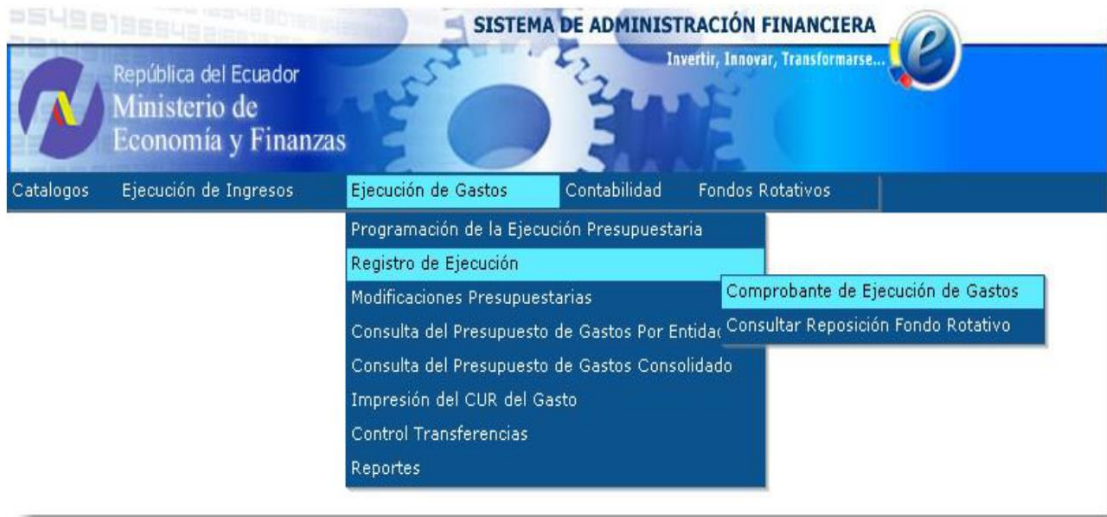 SISTEMA DE ADMINISTRACIÓN FINANCIERA
Invertir, Innovar, Transformarse...
e
República del Ecuador
Ministerio de
Economía y Finanzas
Catalogos Ejecución de Ingresos Ejecución de Gastos Contabilidad Fondos Rotativos
Programación de la Ejecución Presupuestaria
Registro de Ejecución
Comprobante de Ejecución de Gastos
Modificaciones Presupuestarias
Consultar Reposición Fondo Rotativo
Consulta del Presupuesto de Gastos Por Entidad
Consulta del Presupuesto de Gastos Consolidado
Impresión del CUR del Gasto
Control Transferencias
Reportes